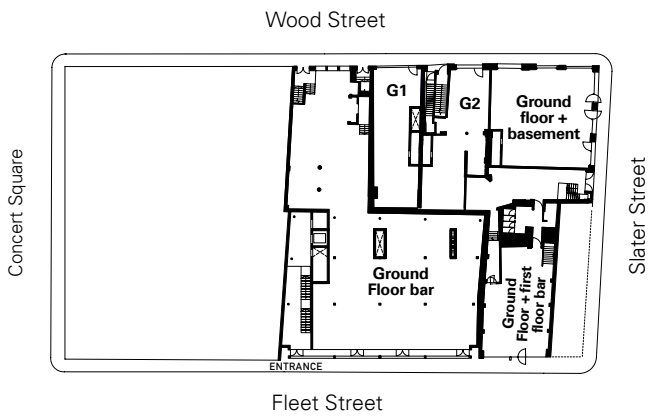 Wood Street
Concert Square
G1
G2
Ground
floor +
basement
Slater Street
Ground
Floor bar
Ground
Floor + first
floor bar
ENTRANCE
Fleet Street